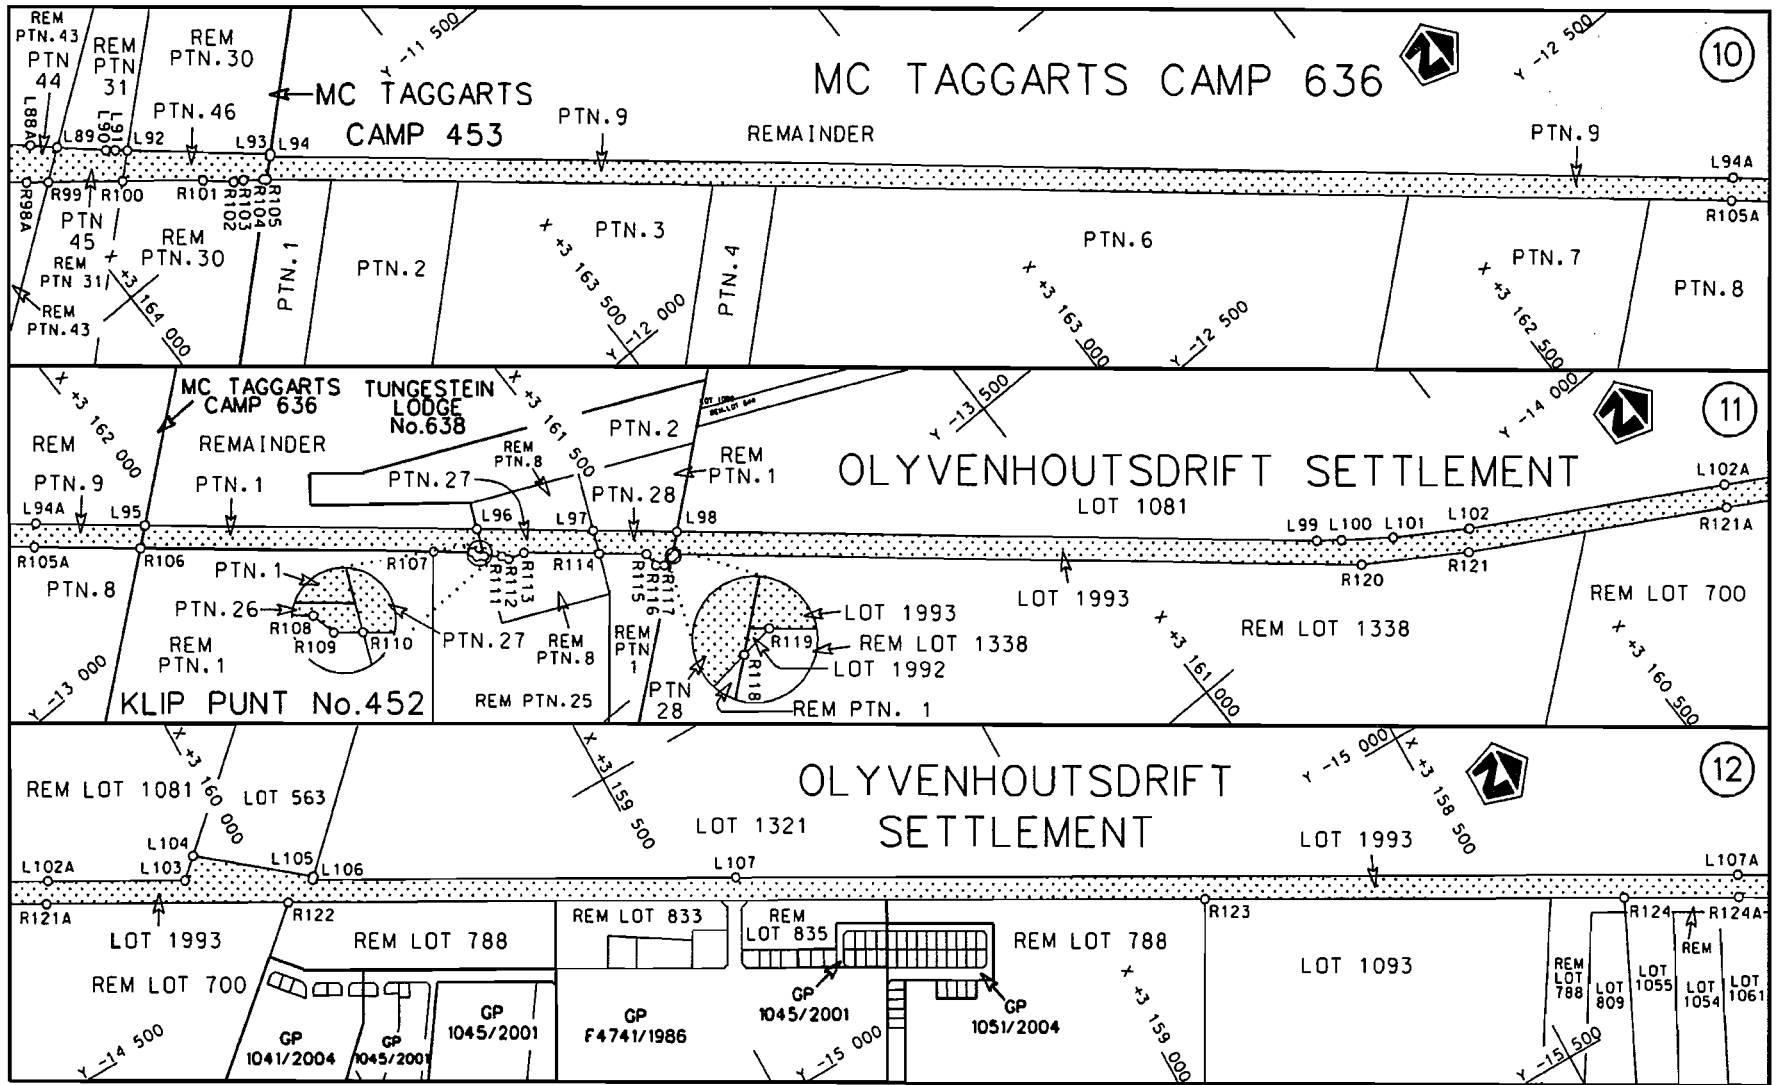 REM
PTN.43
PTN
44
REM
PTN
31
REM
PTN.30
Y -11 500
MC TAGGARTS
CAMP 453
MC TAGGARTS CAMP 636
Y -12 500
10
L88A
L89
L90
L91
L92
PTN.46
L93
L94
PTN.9
REMAINDER
PTN.9
L94A
R98A
R99
R100
R101
R102
R103
R104
R105
R105A
PTN
45
REM
PTN 31
REM
PTN.43
REM
PTN.30
X +3 164 000
PTN.1
PTN.2
X +3 163 500
PTN.3
Y -12 000
PTN.4
PTN.6
X +3 163 000
Y -12 500
PTN.7
X +3 162 500
PTN.8
X +3 162 000
MC TAGGARTS
CAMP 636
TUNGESTEIN
LODGE
No.638
X +3 161 500
LOT 1080
REM LOT 644
Y -13 500
Y -14 000
11
REM
PTN.9
REMAINDER
PTN.1
PTN.27
REM
PTN.8
PTN.28
PTN.2
REM
PTN.1
OLYVENHOUTSDRIFT SETTLEMENT
LOT 1081
L102A
L94A
L95
L96
L97
L98
L99
L100
L101
L102
R121A
R105A
R106
R107
R111
R112
R113
R114
R115
R116
R117
R120
R121
PTN.8
PTN.1
PTN.26
R108
R109
R110
PTN.27
REM
PTN.1
REM
PTN.8
REM
PTN
1
REM PTN.25
PTN
28
R118
R119
LOT 1993
REM LOT 1338
LOT 1992
REM PTN. 1
LOT 1993
REM LOT 1338
REM LOT 700
X +3 161 000
X +3 160 500
Y -13 000
KLIP PUNT No.452
X +3 160 000
REM LOT 1081
LOT 563
X +3 159 500
OLYVENHOUTSDRIFT
SETTLEMENT
Y -15 000
X +3 158 500
12
LOT 1321
LOT 1993
L102A
L103
L104
L105
L106
L107
L107A
R121A
R122
R123
R124
R124A
LOT 1993
REM LOT 700
REM LOT 788
REM LOT 833
REM
LOT 835
REM LOT 788
LOT 1093
REM
LOT
788
LOT
809
LOT
1055
REM
LOT
1054
LOT
1061
Y -14 500
GP
1041/2004
GP
1045/2001
GP
1045/2001
GP
F4741/1986
GP
1045/2001
GP
1051/2004
Y -15 000
X +3 159 000
Y -15 500